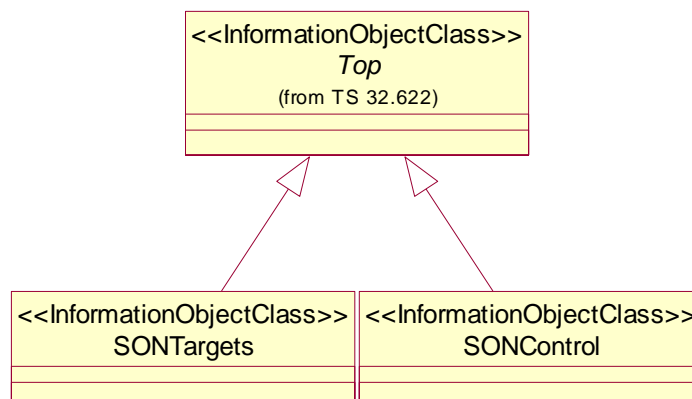 <<InformationObjectClass>>
Top
(from TS 32.622)
<<InformationObjectClass>>
SONTargets
<<InformationObjectClass>>
SONControl